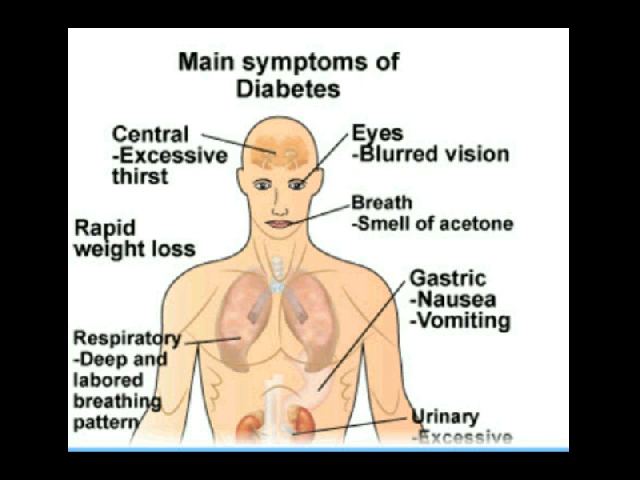 Main symptoms of
Diabetes
Central
-Excessive
thirst
Eyes
-Blurred vision
Breath
-Smell of acetone
Rapid
weight loss
Gastric
-Nausea
-Vomiting
Respiratory
-Deep and
labored
breathing
pattern
Urinary
-Excessive